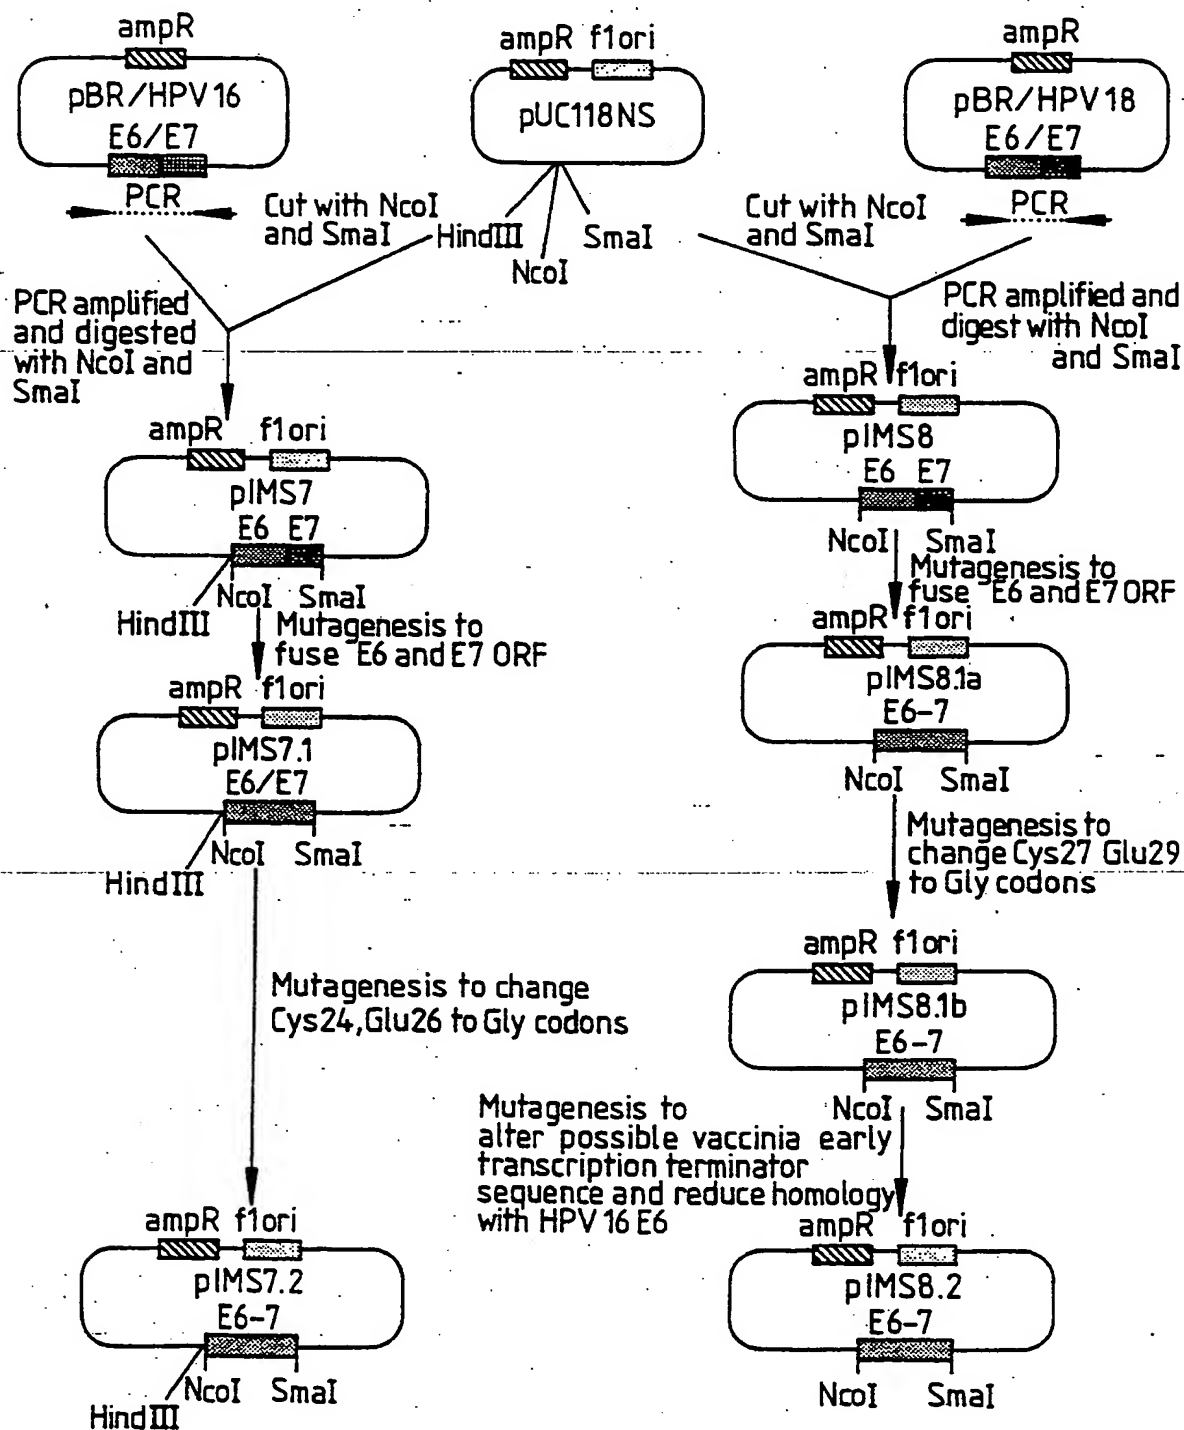 ampR
pBR/HPV16
E6/E7
PCR
ampR f1ori
pUC118NS
ampR
pBR/HPV18
E6/E7
PCR
Cut with NcoI
and SmaI
HindIII
NcoI
SmaI
Cut with NcoI
and SmaI
PCR amplified
and digested
with NcoI and
SmaI
PCR amplified and
digest with NcoI
and SmaI
ampR f1ori
pIMS7
E6 E7
NcoI SmaI
HindIII
Mutagenesis to
fuse E6 and E7 ORF
ampR f1ori
pIMS7.1
E6/E7
NcoI SmaI
HindIII
Mutagenesis to change
Cys24,Glu26 to Gly codons
ampR f1ori
pIMS7.2
E6-7
NcoI SmaI
HindIII
ampR f1ori
pIMS8
E6 E7
NcoI SmaI
Mutagenesis to
fuse E6 and E7 ORF
ampR f1ori
pIMS8.1a
E6-7
NcoI SmaI
Mutagenesis to
change Cys27 Glu29
to Gly codons
ampR f1ori
pIMS8.1b
E6-7
NcoI SmaI
Mutagenesis to
alter possible vaccinia early
transcription terminator
sequence and reduce homology
with HPV16 E6
ampR f1ori
pIMS8.2
E6-7
NcoI SmaI